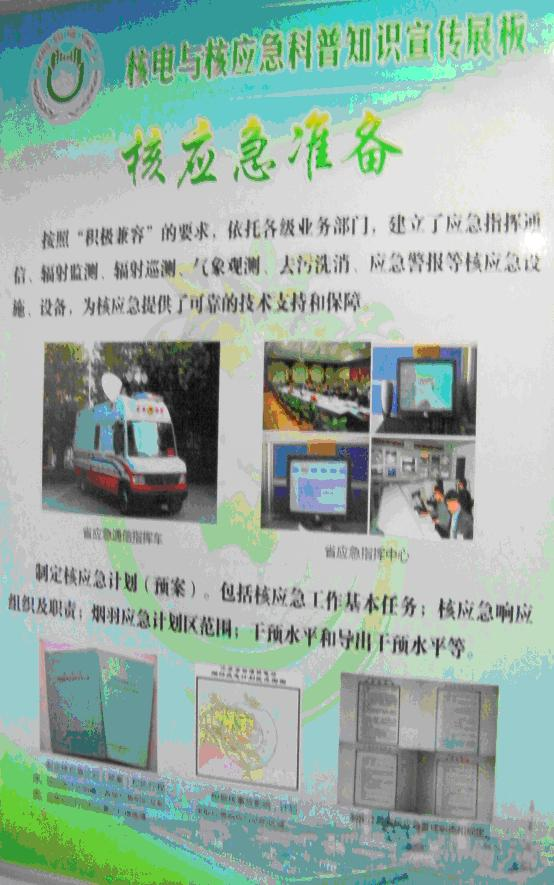 核电与核应急科普知识宣传展板
核应急准备
按照“积极兼容”的要求，依托各级业务部门，建立了应急指挥通
信、辐射监测、辐射巡测、气象观测、去污洗消、应急警报等核应急设
施、设备，为核应急提供了可靠的技术支持和保障
省应急通信指挥车
省应急指挥中心
制定核应急计划（预案）。包括核应急工作基本任务；核应急响应
组织及职责；烟羽应急计划区范围；干预水平和导出干预水平等。